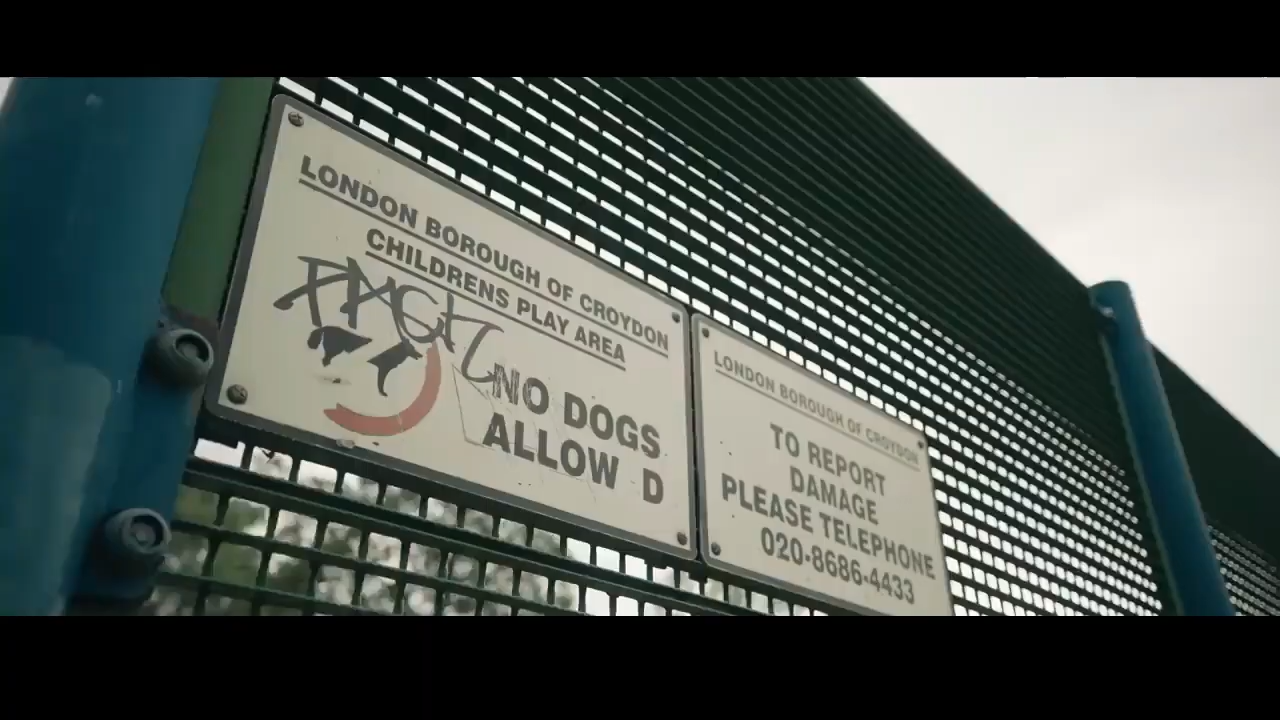 LONDON BOROUGH OF CROYDON
CHILDRENS PLAY AREA
NO DOGS
ALLOW D
LONDON BOROUGH OF CROYDON
TO REPORT
DAMAGE
PLEASE TELEPHONE
020-8686-4433